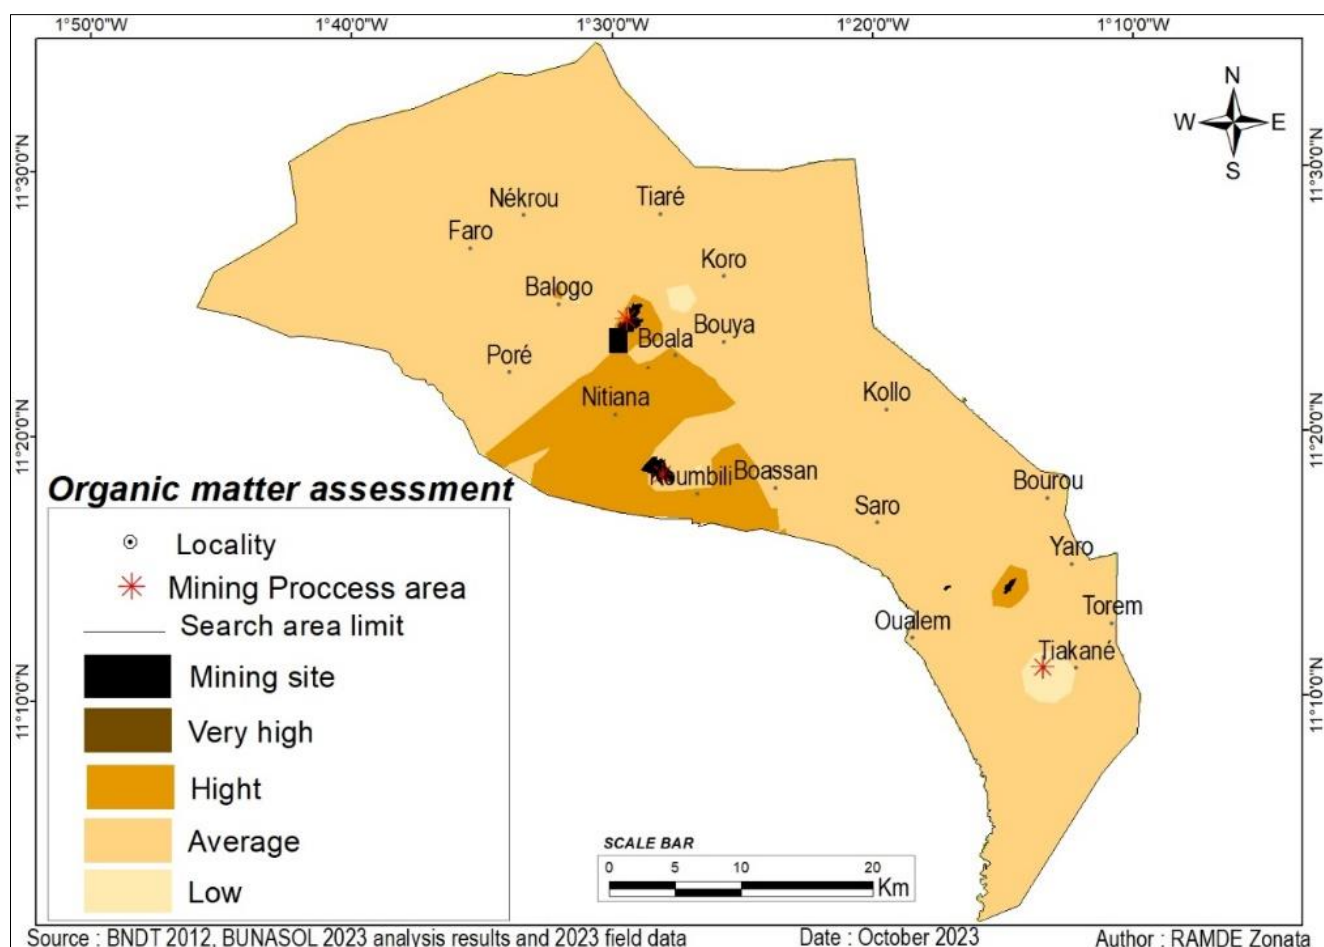 1°50'0"W 1°40'0"W 1°30'0"W 1°20'0"W 1°10'0"W
N
W E
S
11°30'0"N 11°30'0"N
Nékrou Tiaré
Faro
Koro
Balogo
Bouya
Boala
Poré
Kollo
Nitiana
11°20'0"N 11°20'0"N
Koumbili Boassan
Bourou
Saro
Yaro
Torem
Oualem
Tiakané
11°10'0"N 11°10'0"N
Organic matter assessment
Locality
Mining Proccess area
Search area limit
Mining site
Very high
Hight
Average
Low
SCALE BAR
0 5 10 20
Km
Source : BNDT 2012, BUNASOL 2023 analysis results and 2023 field data Date : October 2023 Author : RAMDE Zonata